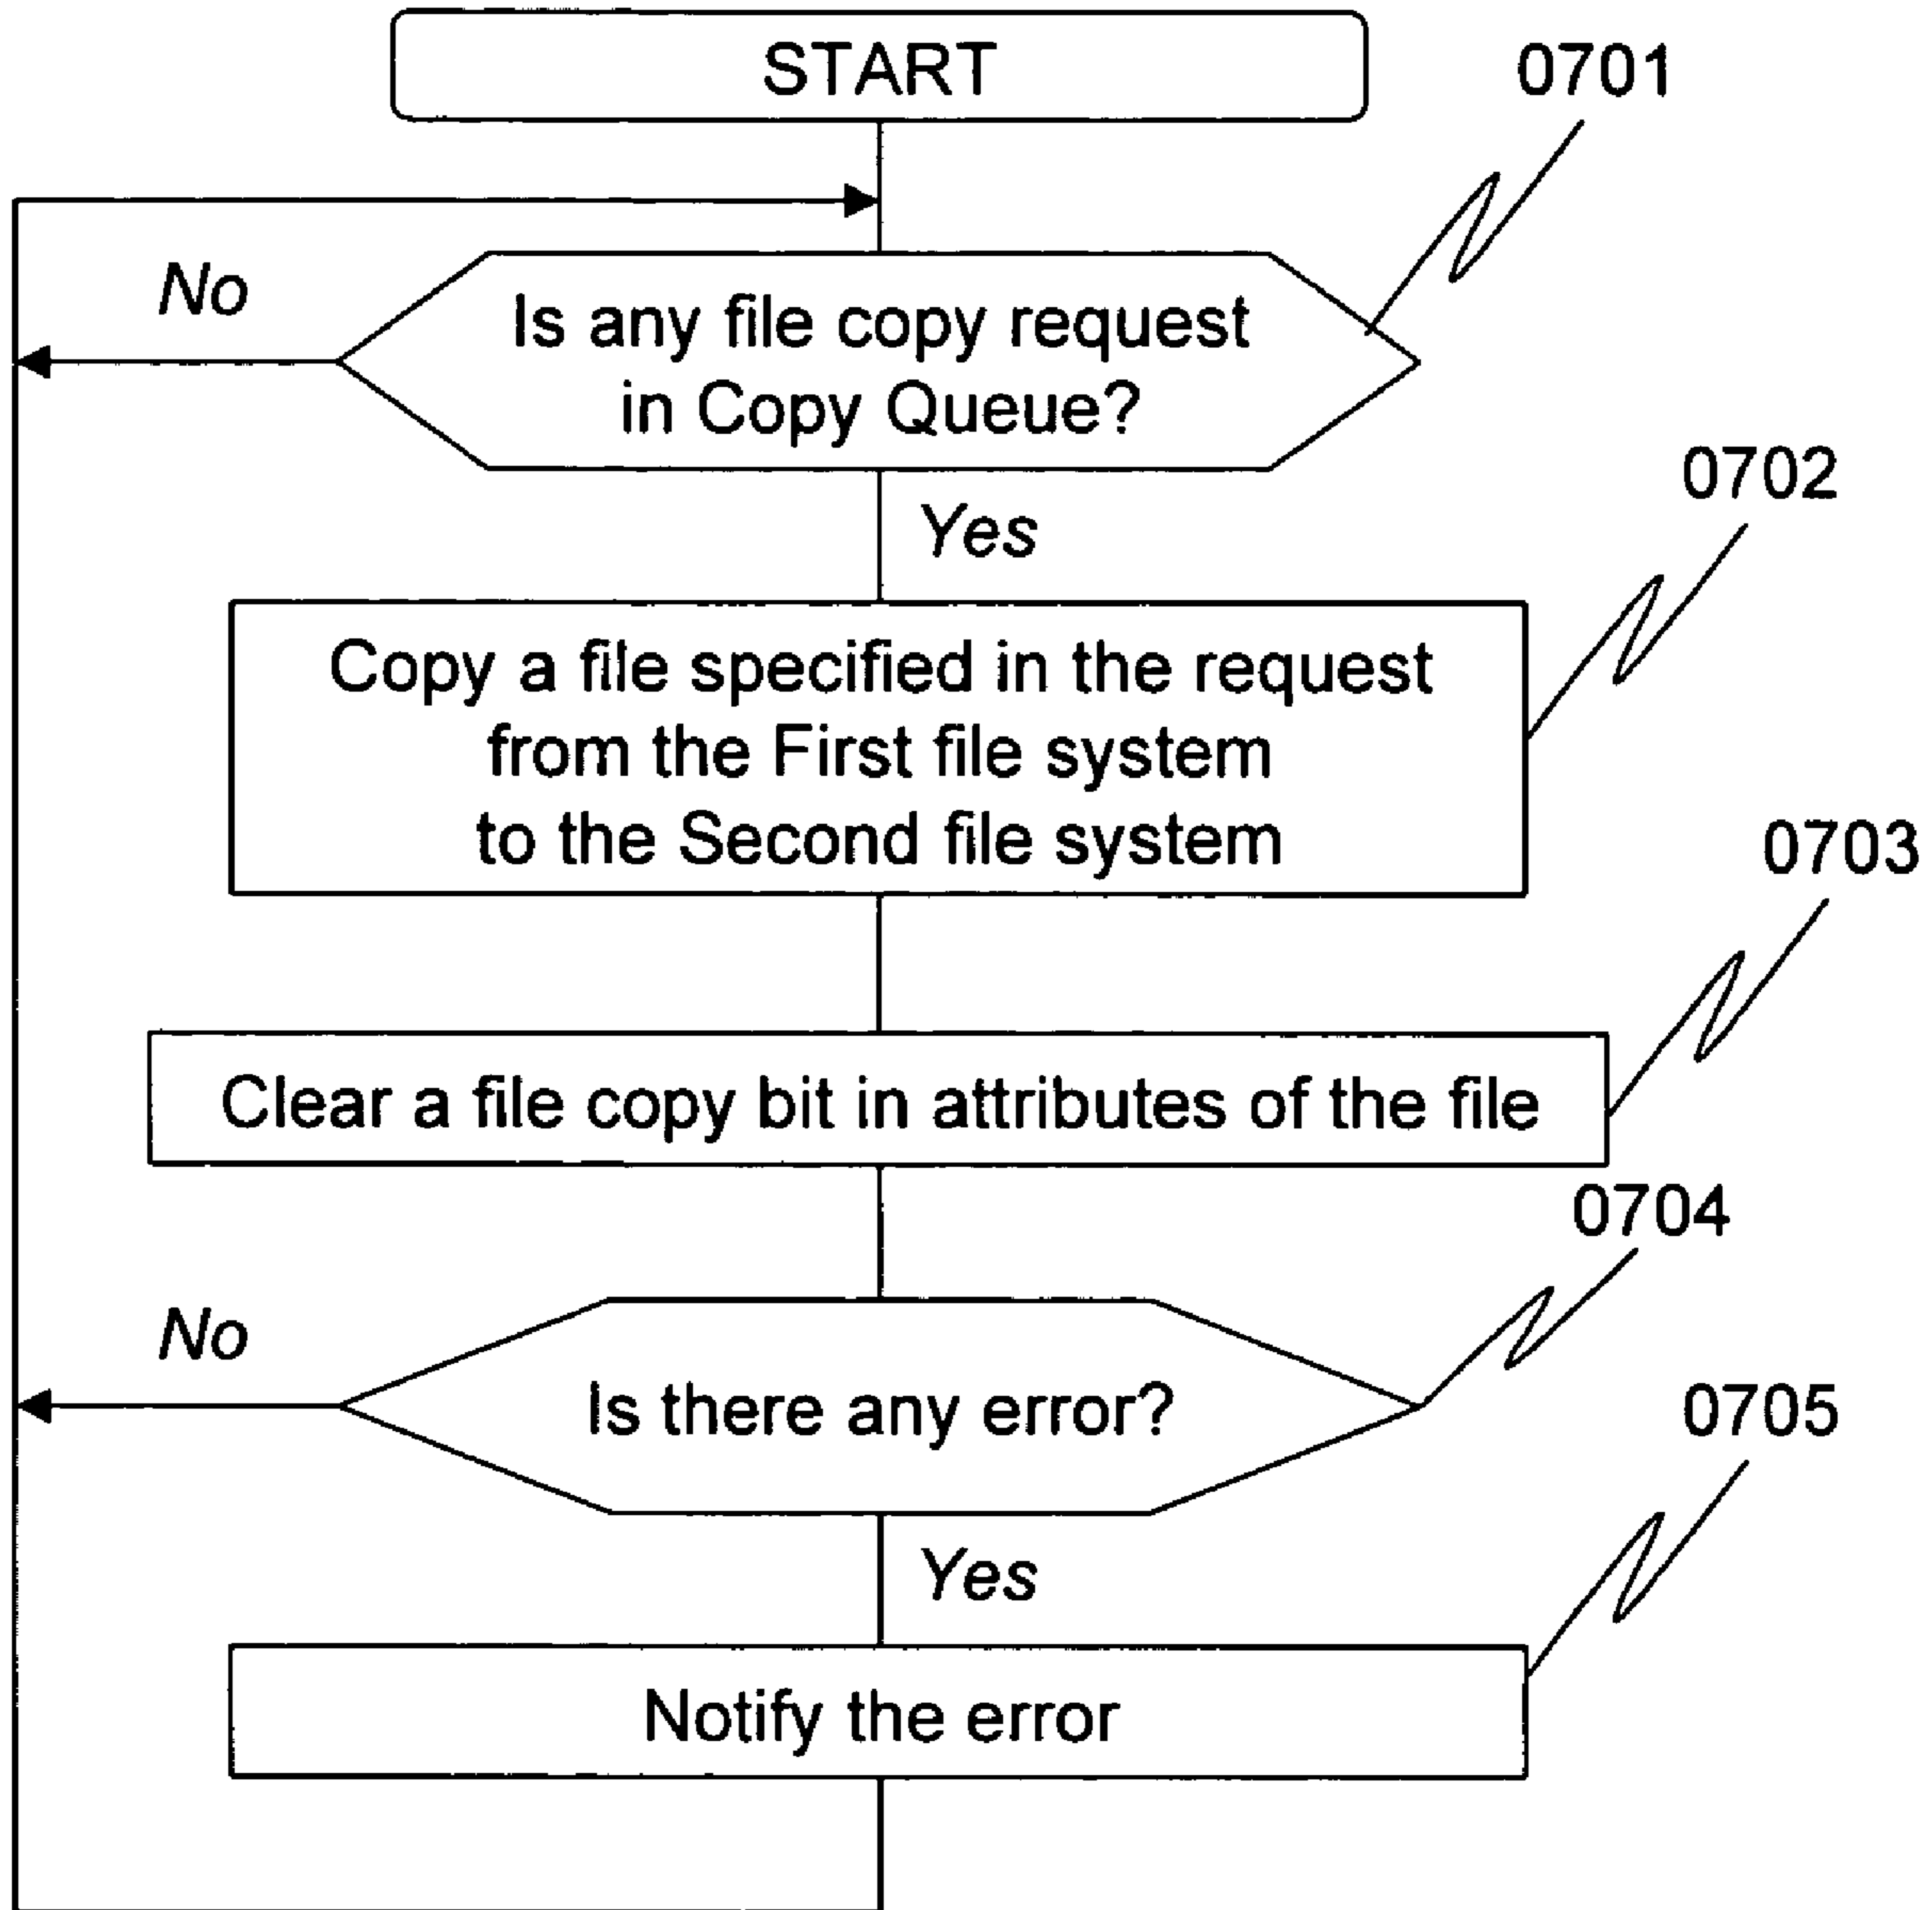 START
0701
No
Is any file copy request
in Copy Queue?
Yes
0702
Copy a file specified in the request
from the First file system
to the Second file system
0703
Clear a file copy bit in attributes of the file
0704
No
Is there any error?
0705
Yes
Notify the error